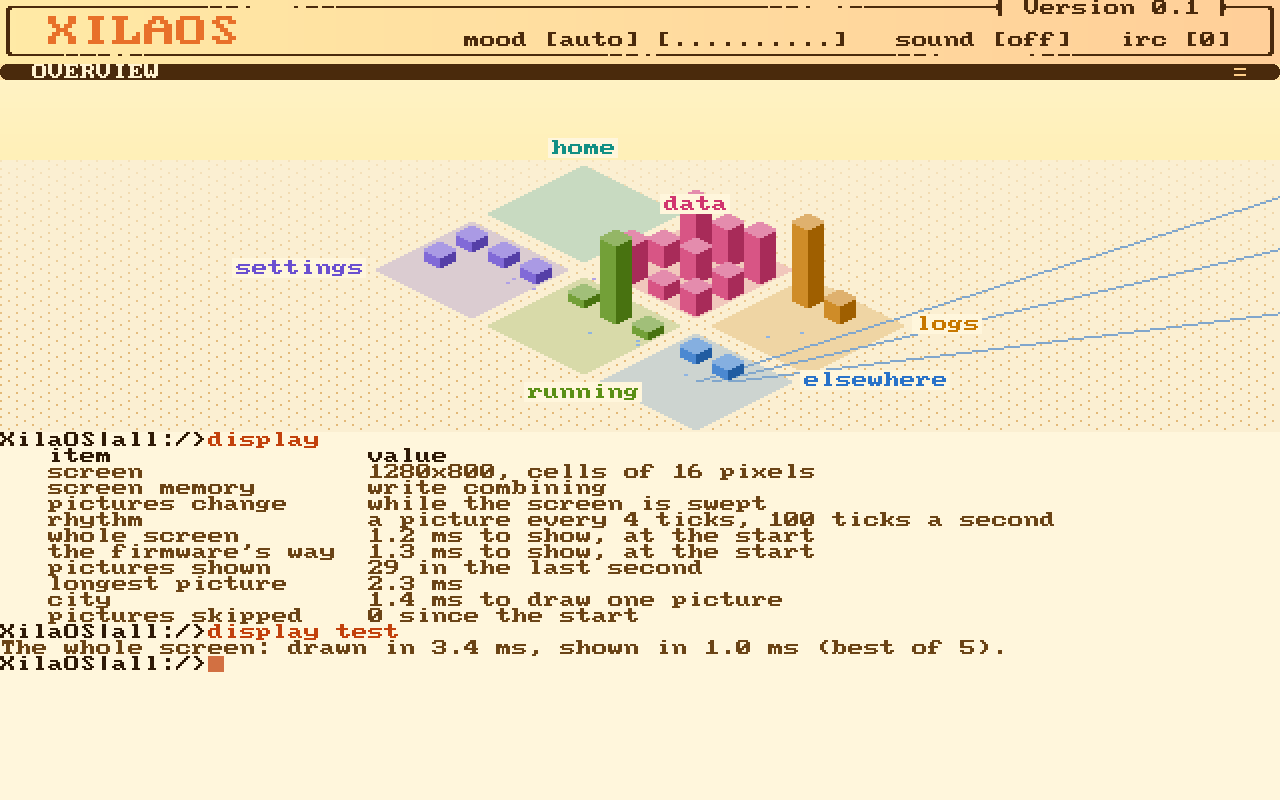 XILAOS
Version 0.1
mood [auto] [..........] sound [off] irc [0]
OVERVIEW =
home
data
settings
logs
elsewhere
running
XilaOS|all:/>display
item value
screen 1280x800, cells of 16 pixels
screen memory write combining
pictures change while the screen is swept
rhythm a picture every 4 ticks, 100 ticks a second
whole screen 1.2 ms to show, at the start
the firmware's way 1.3 ms to show, at the start
pictures shown 29 in the last second
longest picture 2.3 ms
city 1.4 ms to draw one picture
pictures skipped 0 since the start
XilaOS|all:/>display test
The whole screen: drawn in 3.4 ms, shown in 1.0 ms (best of 5).
XilaOS|all:/>